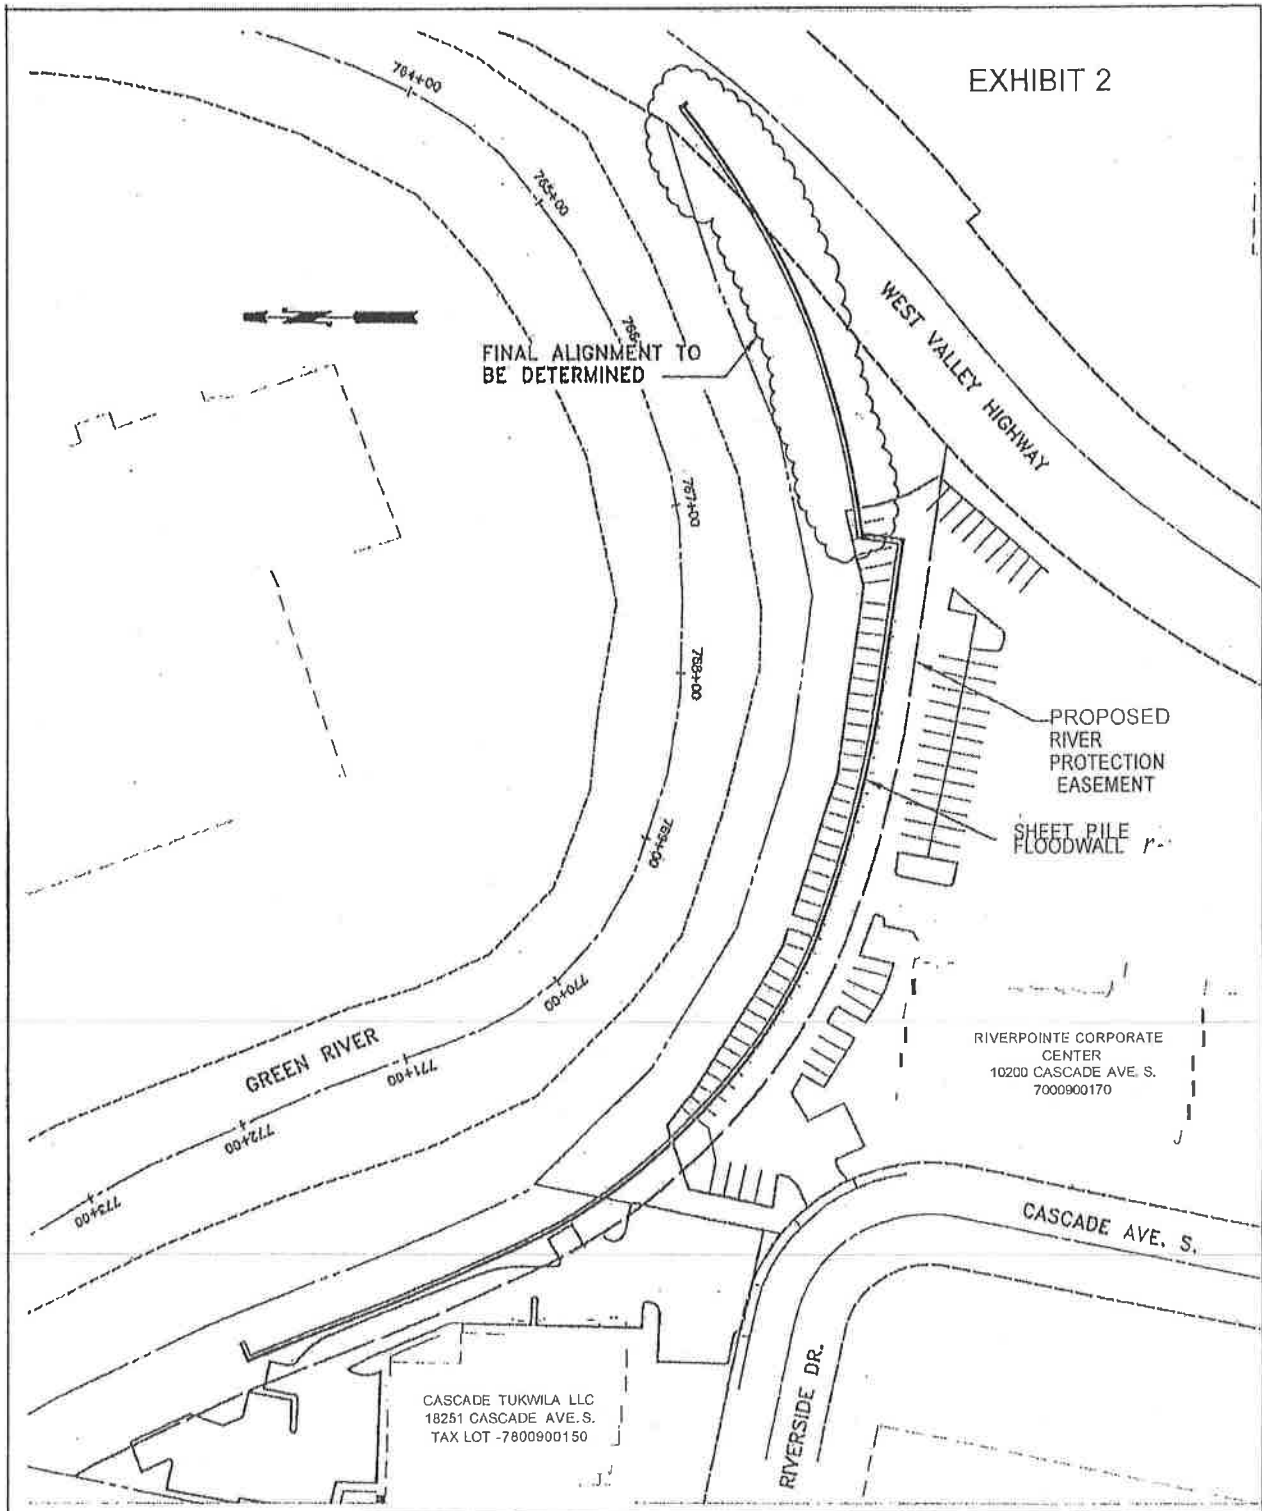 EXHIBIT 2
764+00
765+00
766
FINAL ALIGNMENT TO
BE DETERMINED
WEST VALLEY HIGHWAY
767+00
768+00
PROPOSED
RIVER
PROTECTION
EASEMENT
769+00
SHEET PILE
FLOODWALL
770+00
GREEN RIVER
771+00
772+00
773+00
RIVERPOINTE CORPORATE
CENTER
10200 CASCADE AVE. S.
7000900170
CASCADE AVE. S.
RIVERSIDE DR.
CASCADE TUKWILA LLC
18251 CASCADE AVE. S.
TAX LOT -7800900150